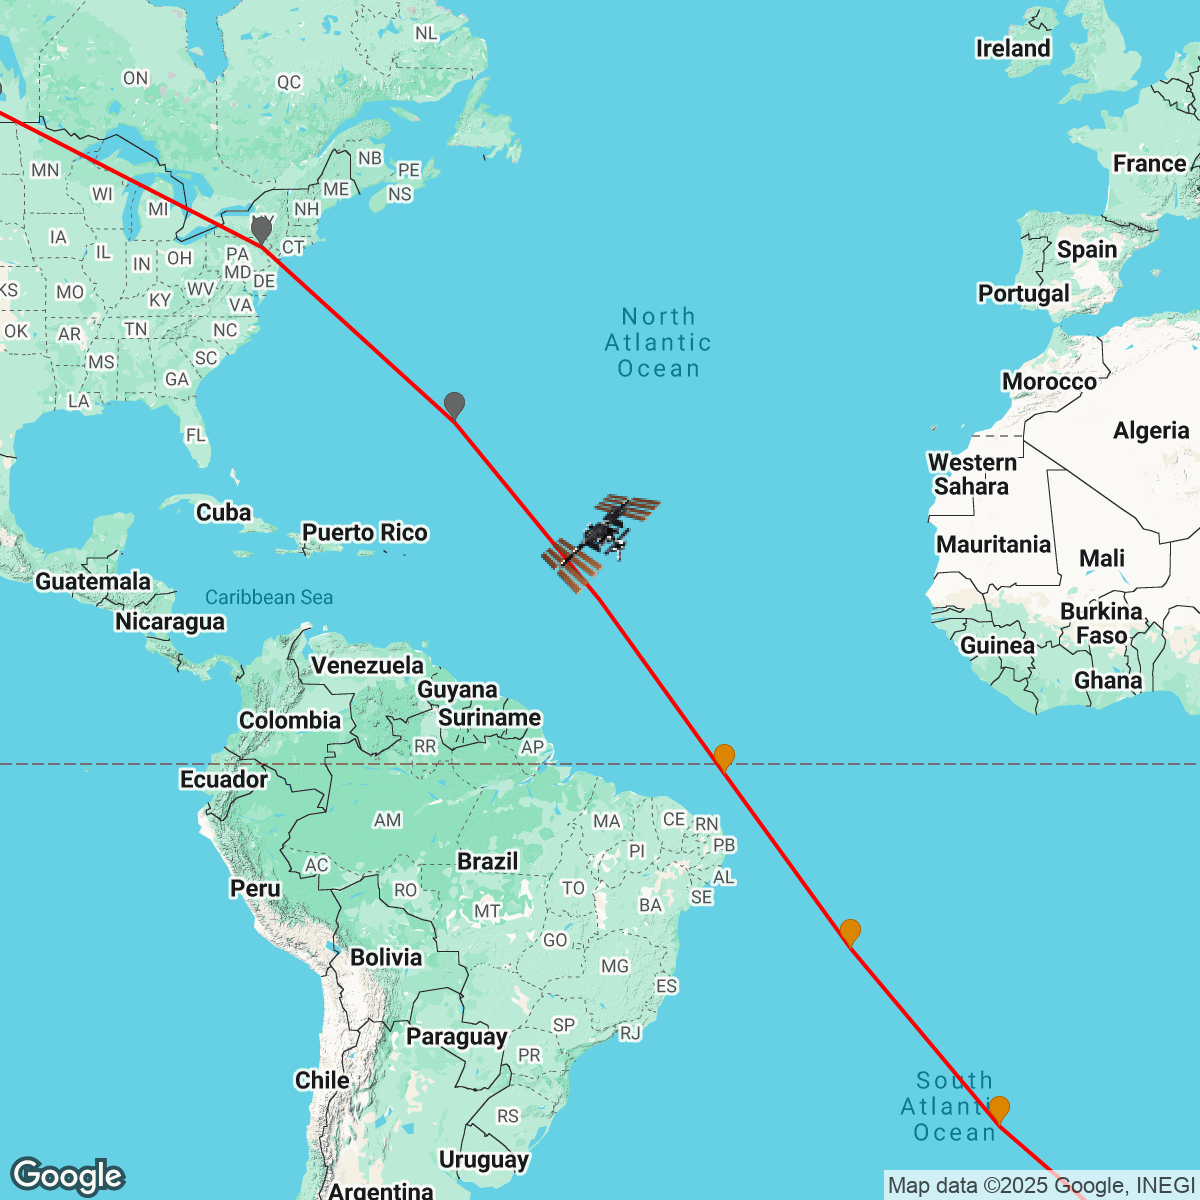 NL
Ireland
ON
QC
NB
PE
France
MN
ME
NS
WI
MI
NH
IA
CT
Spain
IL
PA
OH
IN
MD
DE
KS
MO
WV
Portugal
KY
VA
North
Atlantic
Ocean
OK
AR
TN
NC
MS
SC
GA
Morocco
LA
Algeria
FL
Western
Sahara
Cuba
Puerto Rico
Mauritania
Mali
Guatemala
Caribbean Sea
Burkina
Faso
Nicaragua
Guinea
Venezuela
Ghana
Guyana
Suriname
Colombia
RR
AP
Ecuador
AM
MA
CE
RN
PI
PB
AC
Brazil
AL
RO
TO
SE
Peru
MT
BA
GO
Bolivia
MG
ES
SP
RJ
Paraguay
PR
Chile
South
Atlantic
Ocean
RS
Uruguay
Argentina
Google
Map data ©2025 Google, INEGI